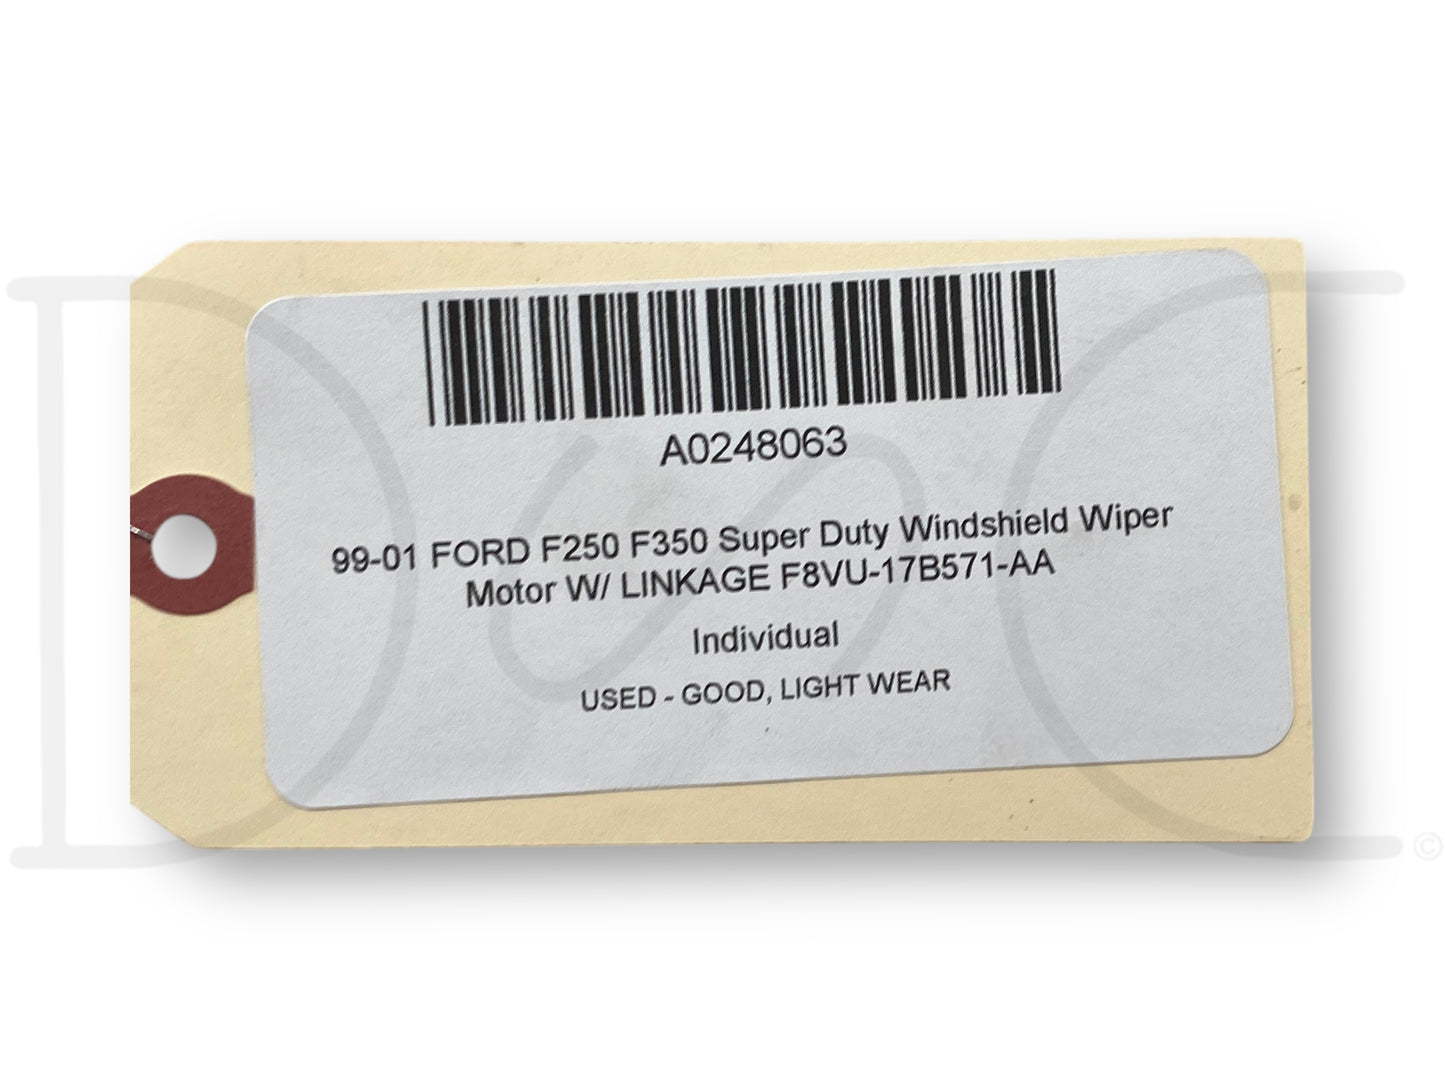 A0248063
99-01 FORD F250 F350 Super Duty Windshield Wiper
Motor W/ LINKAGE F8VU-17B571-AA
Individual
USED - GOOD, LIGHT WEAR
©